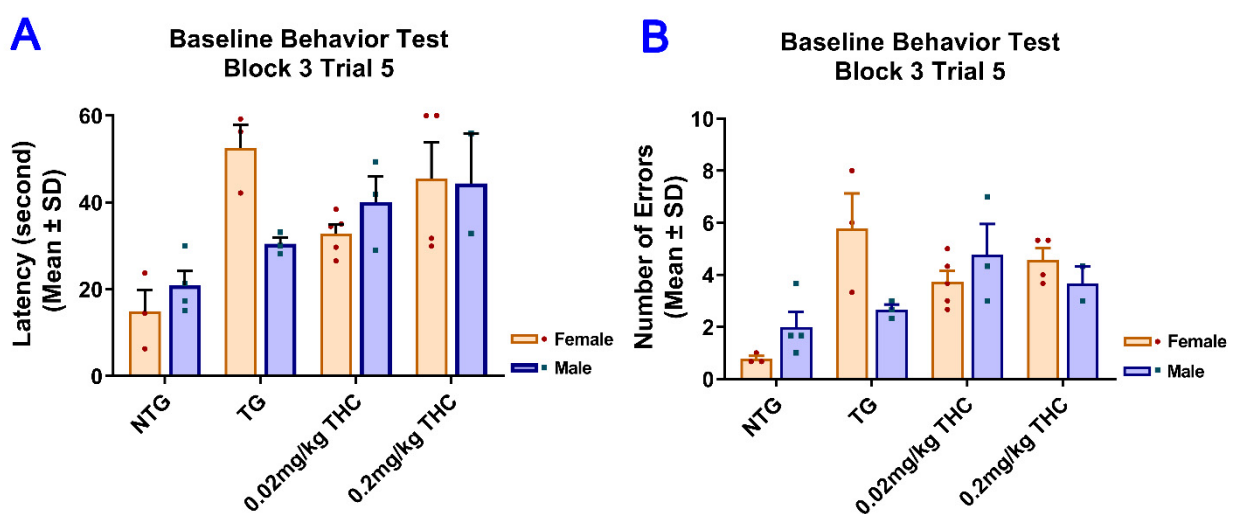 A
Baseline Behavior Test
Block 3 Trial 5
Latency (second)
(Mean ± SD)
60
40
20
0
NTG
TG
0.02mg/kg THC
0.2mg/kg THC
Female
Male
B
Baseline Behavior Test
Block 3 Trial 5
Number of Errors
(Mean ± SD)
10
8
6
4
2
0
NTG
TG
0.02mg/kg THC
0.2mg/kg THC
Female
Male